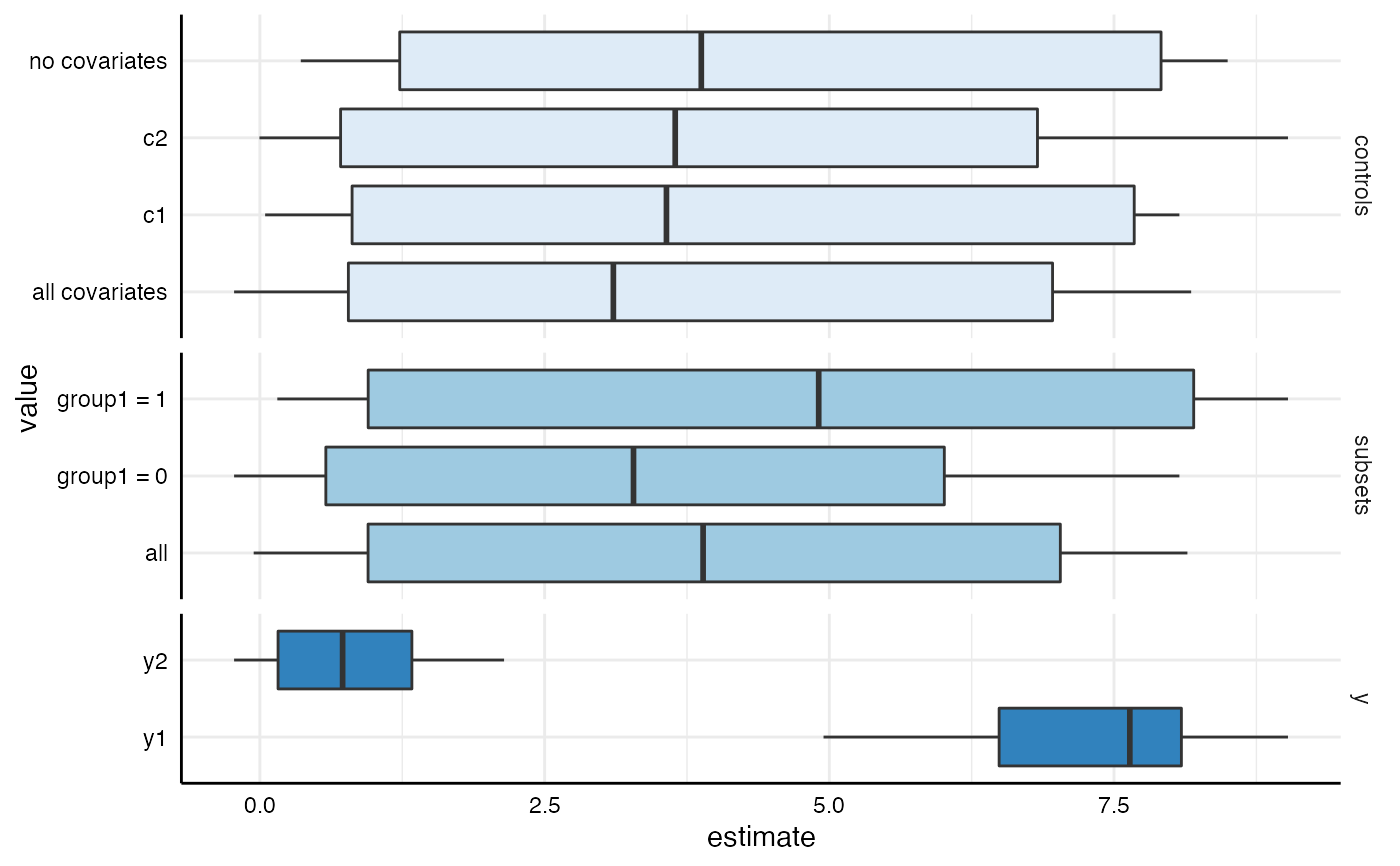 no covariates
c2
c1
all covariates
controls
value
group1 = 1
group1 = 0
all
subsets
y2
y1
y
0.0 2.5 5.0 7.5
estimate